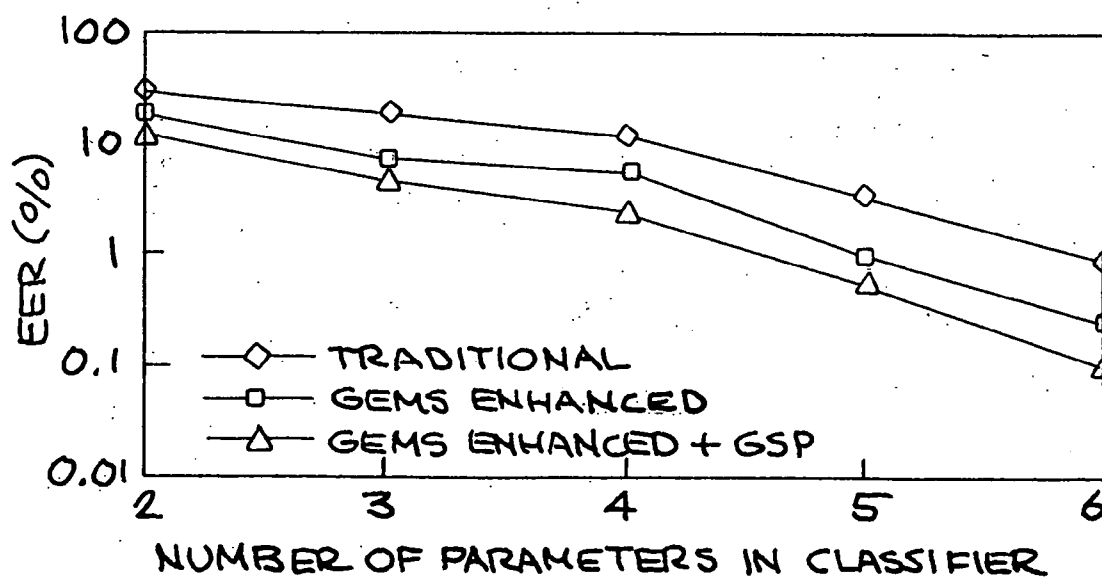 100
10
1
0.1
0.01
EER (%)
TRADITIONAL
GEMS ENHANCED
GEMS ENHANCED + GSP
2 3 4 5 6
NUMBER OF PARAMETERS IN CLASSIFIER